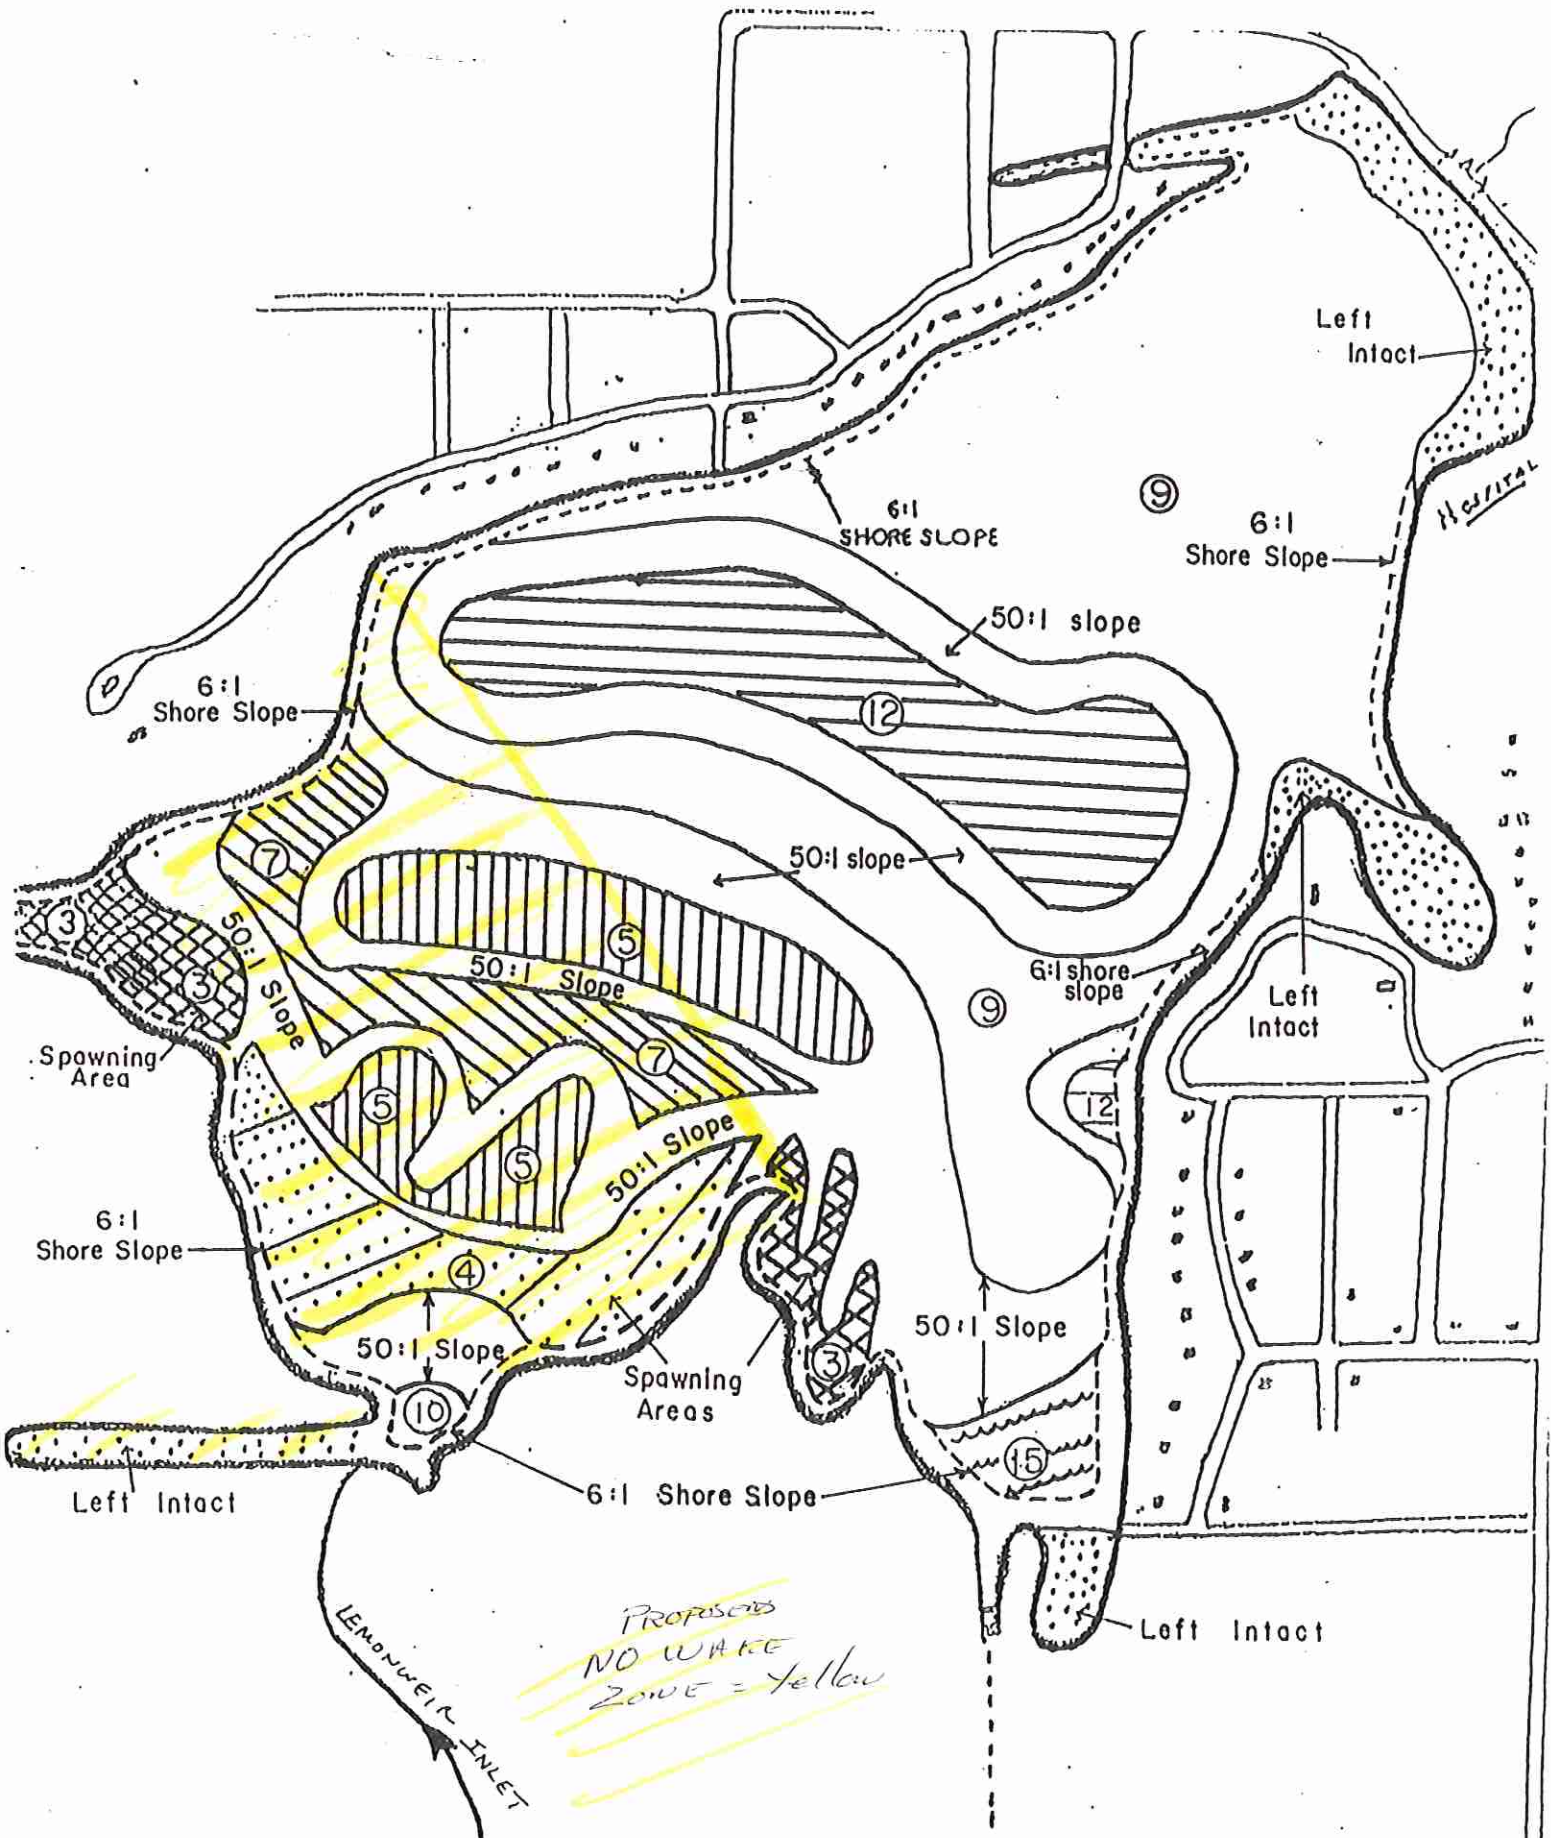 Left
Intact
9
HOSPITAL
6:1
SHORE SLOPE
6:1
Shore Slope
50:1 slope
6:1
Shore Slope
12
7
50:1 slope
3
5
50:1 Slope
50:1 Slope
3
6:1 shore
slope
9
Left
Intact
Spawning
Area
7
5
12
5
50:1 Slope
6:1
Shore Slope
4
50:1 Slope
50:1 Slope
3
Spawning
Areas
10
15
Left Intact
6:1 Shore Slope
Left Intact
PROPOSED
NO WAKE
ZONE = Yellow
LEMONWEIR INLET